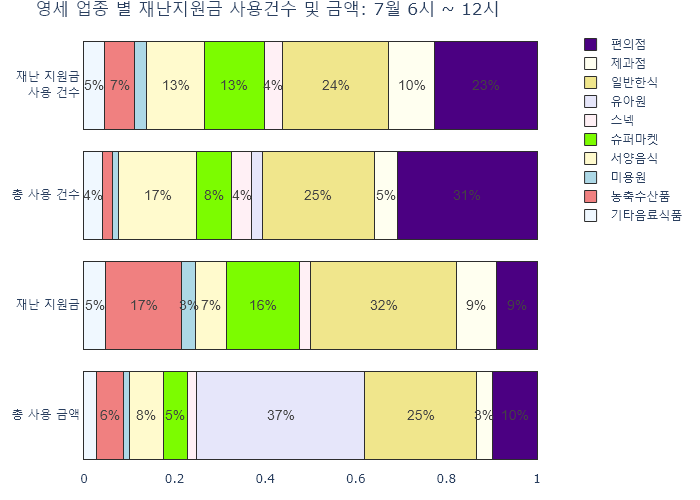 영세 업종 별 재난지원금 사용건수 및 금액: 7월 6시 ~ 12시
재난 지원금
사용 건수
5% 7% 13% 13% 4% 24% 10% 23%
총 사용 건수
4% 17% 8% 4% 25% 5% 31%
재난 지원금
5% 17% 3% 7% 16% 32% 9% 9%
총 사용 금액
6% 8% 5% 37% 25% 3% 10%
0 0.2 0.4 0.6 0.8 1
편의점
제과점
일반한식
유아원
스넥
슈퍼마켓
서양음식
미용원
농축수산품
기타음료식품